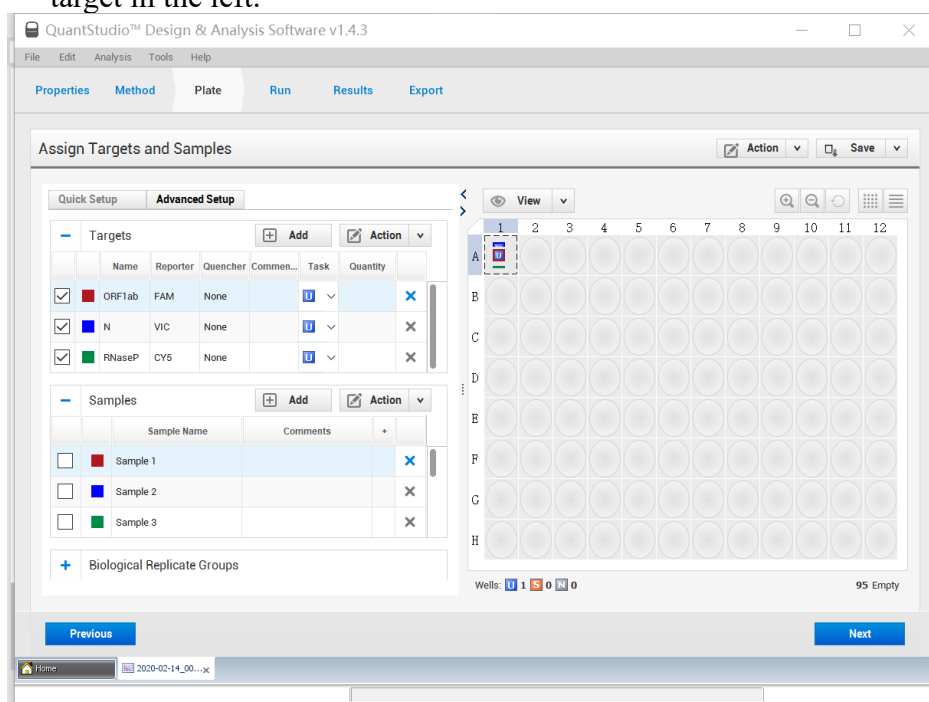 target in the left.
QuantStudio™ Design & Analysis Software v1.4.3
File Edit Analysis Tools Help
Properties Method Plate Run Results Export
Assign Targets and Samples
Action Save
Quick Setup Advanced Setup
View
Targets Add Action
Name Reporter Quencher Commen... Task Quantity
ORF1ab FAM None U
N VIC None U
RNaseP CY5 None U
Samples Add Action
Sample Name Comments +
Sample 1
Sample 2
Sample 3
Biological Replicate Groups
1 2 3 4 5 6 7 8 9 10 11 12
A U
B
C
D
E
F
G
H
Wells: U 1 S 0 N 0 95 Empty
Previous Next
Home 2020-02-14_00... x